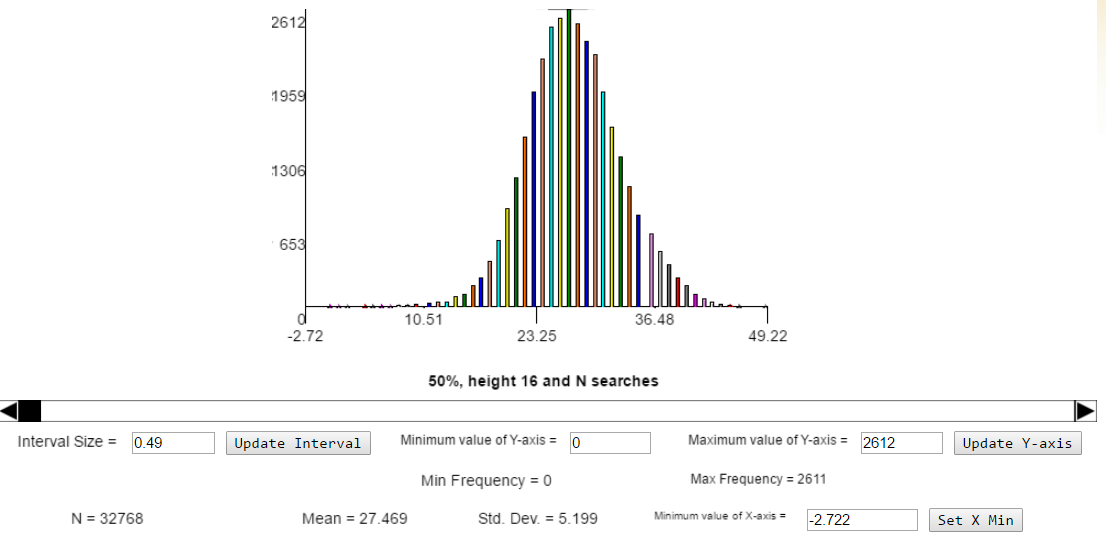 2612
1959
1306
653
0 10.51 36.48
-2.72 23.25 49.22
50%, height 16 and N searches
Interval Size = 0.49 Update Interval Minimum value of Y-axis = 0 Maximum value of Y-axis = 2612 Update Y-axis
Min Frequency = 0 Max Frequency = 2611
N = 32768 Mean = 27.469 Std. Dev. = 5.199 Minimum value of X-axis = -2.722 Set X Min